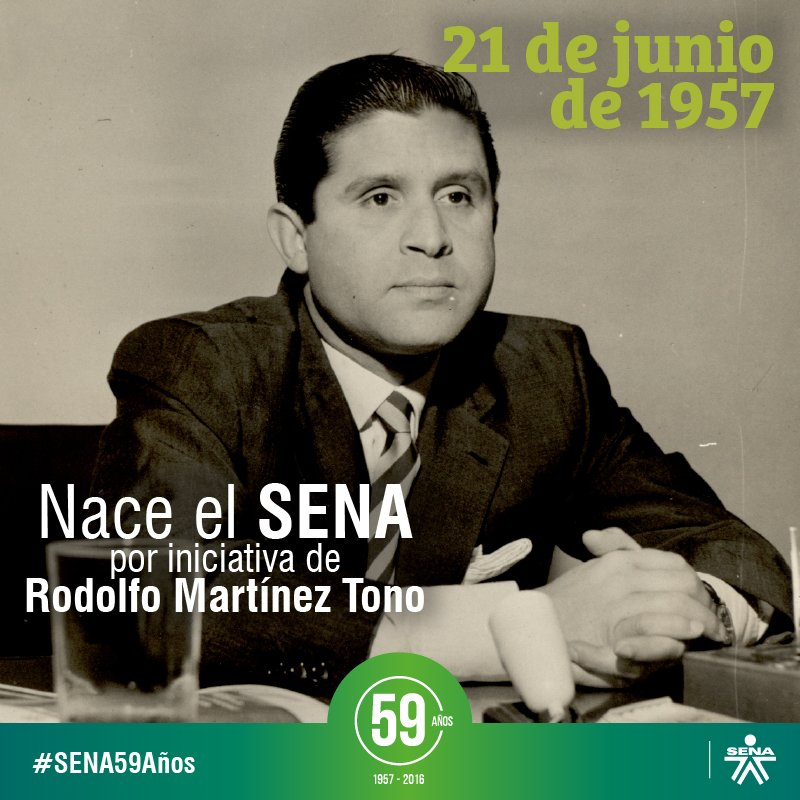 21 de junio
de 1957
Nace el SENA
por iniciativa de
Rodolfo Martínez Tono
59 AÑOS
1957 - 2016
#SENA59Años
SENA